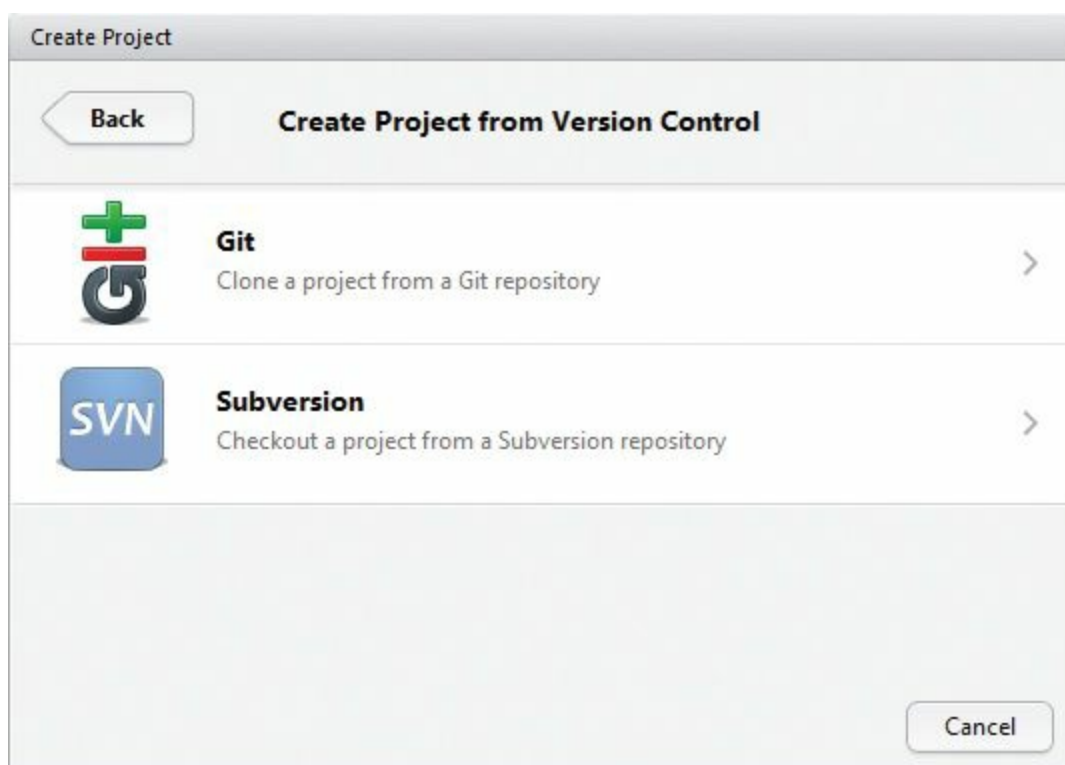 Create Project
Back
Create Project from Version Control
Git
Clone a project from a Git repository
SVN
Subversion
Checkout a project from a Subversion repository
Cancel